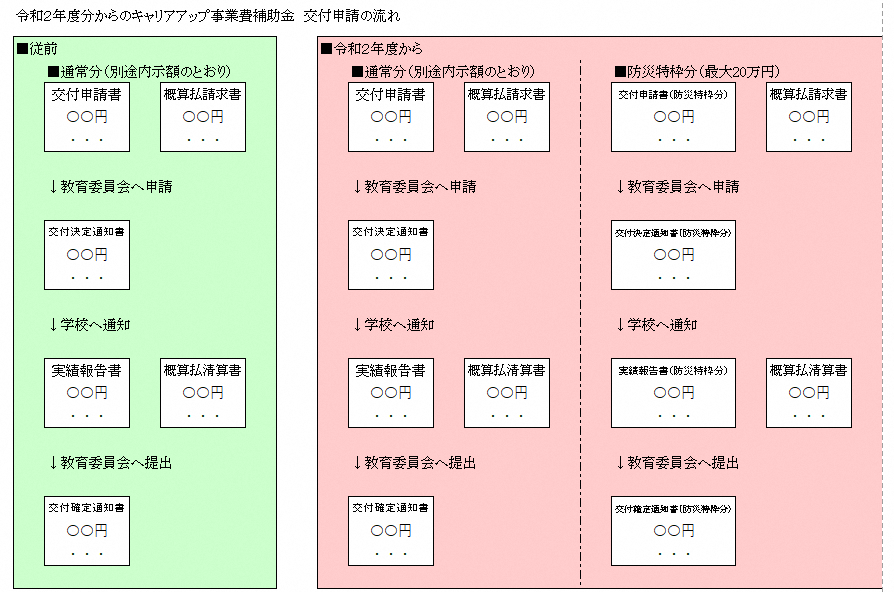 令和2年度分からのキャリアアップ事業費補助金 交付申請の流れ
■従前
■通常分(別途内示額のとおり)
交付申請書
〇〇円
・・・
概算払請求書
〇〇円
・・・
↓教育委員会へ申請
交付決定通知書
〇〇円
・・・
↓学校へ通知
実績報告書
〇〇円
・・・
概算払清算書
〇〇円
・・・
↓教育委員会へ提出
交付確定通知書
〇〇円
・・・
■令和2年度から
■通常分(別途内示額のとおり)
交付申請書
〇〇円
・・・
概算払請求書
〇〇円
・・・
↓教育委員会へ申請
交付決定通知書
〇〇円
・・・
↓学校へ通知
実績報告書
〇〇円
・・・
概算払清算書
〇〇円
・・・
↓教育委員会へ提出
交付確定通知書
〇〇円
・・・
■防災特枠分(最大20万円)
交付申請書(防災特枠分)
〇〇円
・・・
概算払請求書
〇〇円
・・・
↓教育委員会へ申請
交付決定通知書(防災特枠分)
〇〇円
・・・
↓学校へ通知
実績報告書(防災特枠分)
〇〇円
・・・
概算払清算書
〇〇円
・・・
↓教育委員会へ提出
交付確定通知書(防災特枠分)
〇〇円
・・・